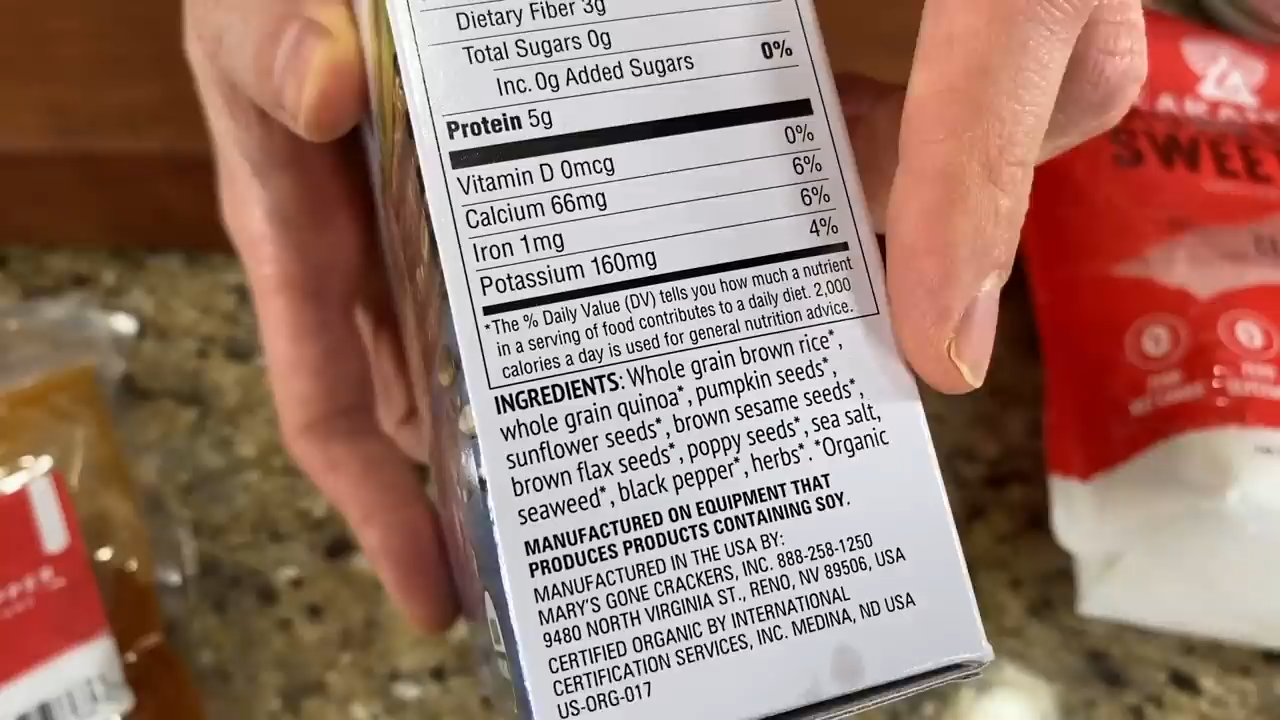 Dietary Fiber 3g
Total Sugars 0g
Inc. 0g Added Sugars 0%
Protein 5g
Vitamin D 0mcg 0%
Calcium 66mg 6%
Iron 1mg 6%
Potassium 160mg 4%
*The % Daily Value (DV) tells you how much a nutrient
in a serving of food contributes to a daily diet. 2,000
calories a day is used for general nutrition advice.
INGREDIENTS: Whole grain brown rice*,
whole grain quinoa*, pumpkin seeds*,
sunflower seeds*, brown sesame seeds*,
brown flax seeds*, poppy seeds*, sea salt,
seaweed*, black pepper*, herbs*. *Organic
MANUFACTURED ON EQUIPMENT THAT
PRODUCES PRODUCTS CONTAINING SOY.
MANUFACTURED IN THE USA BY:
MARY'S GONE CRACKERS, INC. 888-258-1250
9480 NORTH VIRGINIA ST., RENO, NV 89506, USA
CERTIFIED ORGANIC BY INTERNATIONAL
CERTIFICATION SERVICES, INC. MEDINA, ND USA
US-ORG-017
SWEE